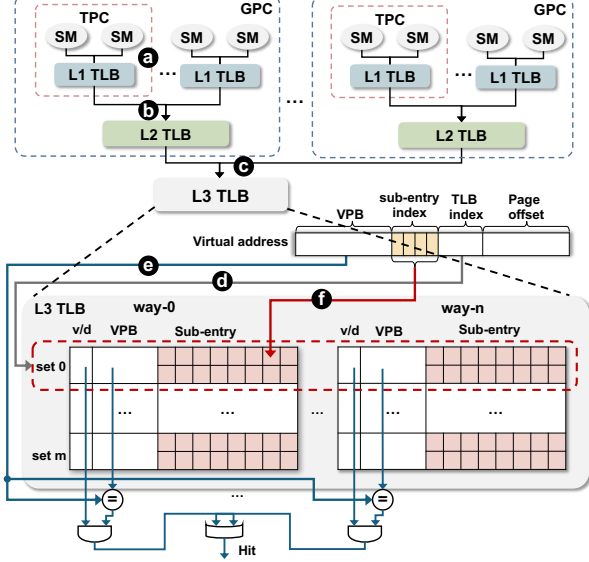 GPC
GPC
TPC
TPC
SM SM SM SM
SM SM SM SM
a
L1 TLB ... L1 TLB
L1 TLB ... L1 TLB
...
b
L2 TLB
L2 TLB
c
L3 TLB
VPB
sub-entry index
TLB index
Page offset
Virtual address
e
d
f
L3 TLB
way-0
way-n
v/d VPB Sub-entry
v/d VPB Sub-entry
set 0
... ... ... ... ...
set m
= ... =
Hit